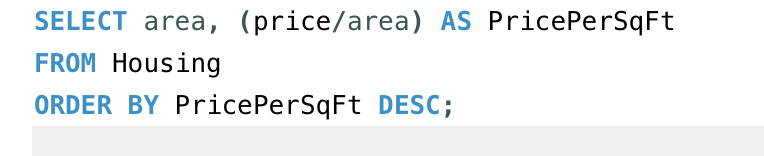 SELECT area, (price/area) AS PricePerSqFt
FROM Housing
ORDER BY PricePerSqFt DESC;